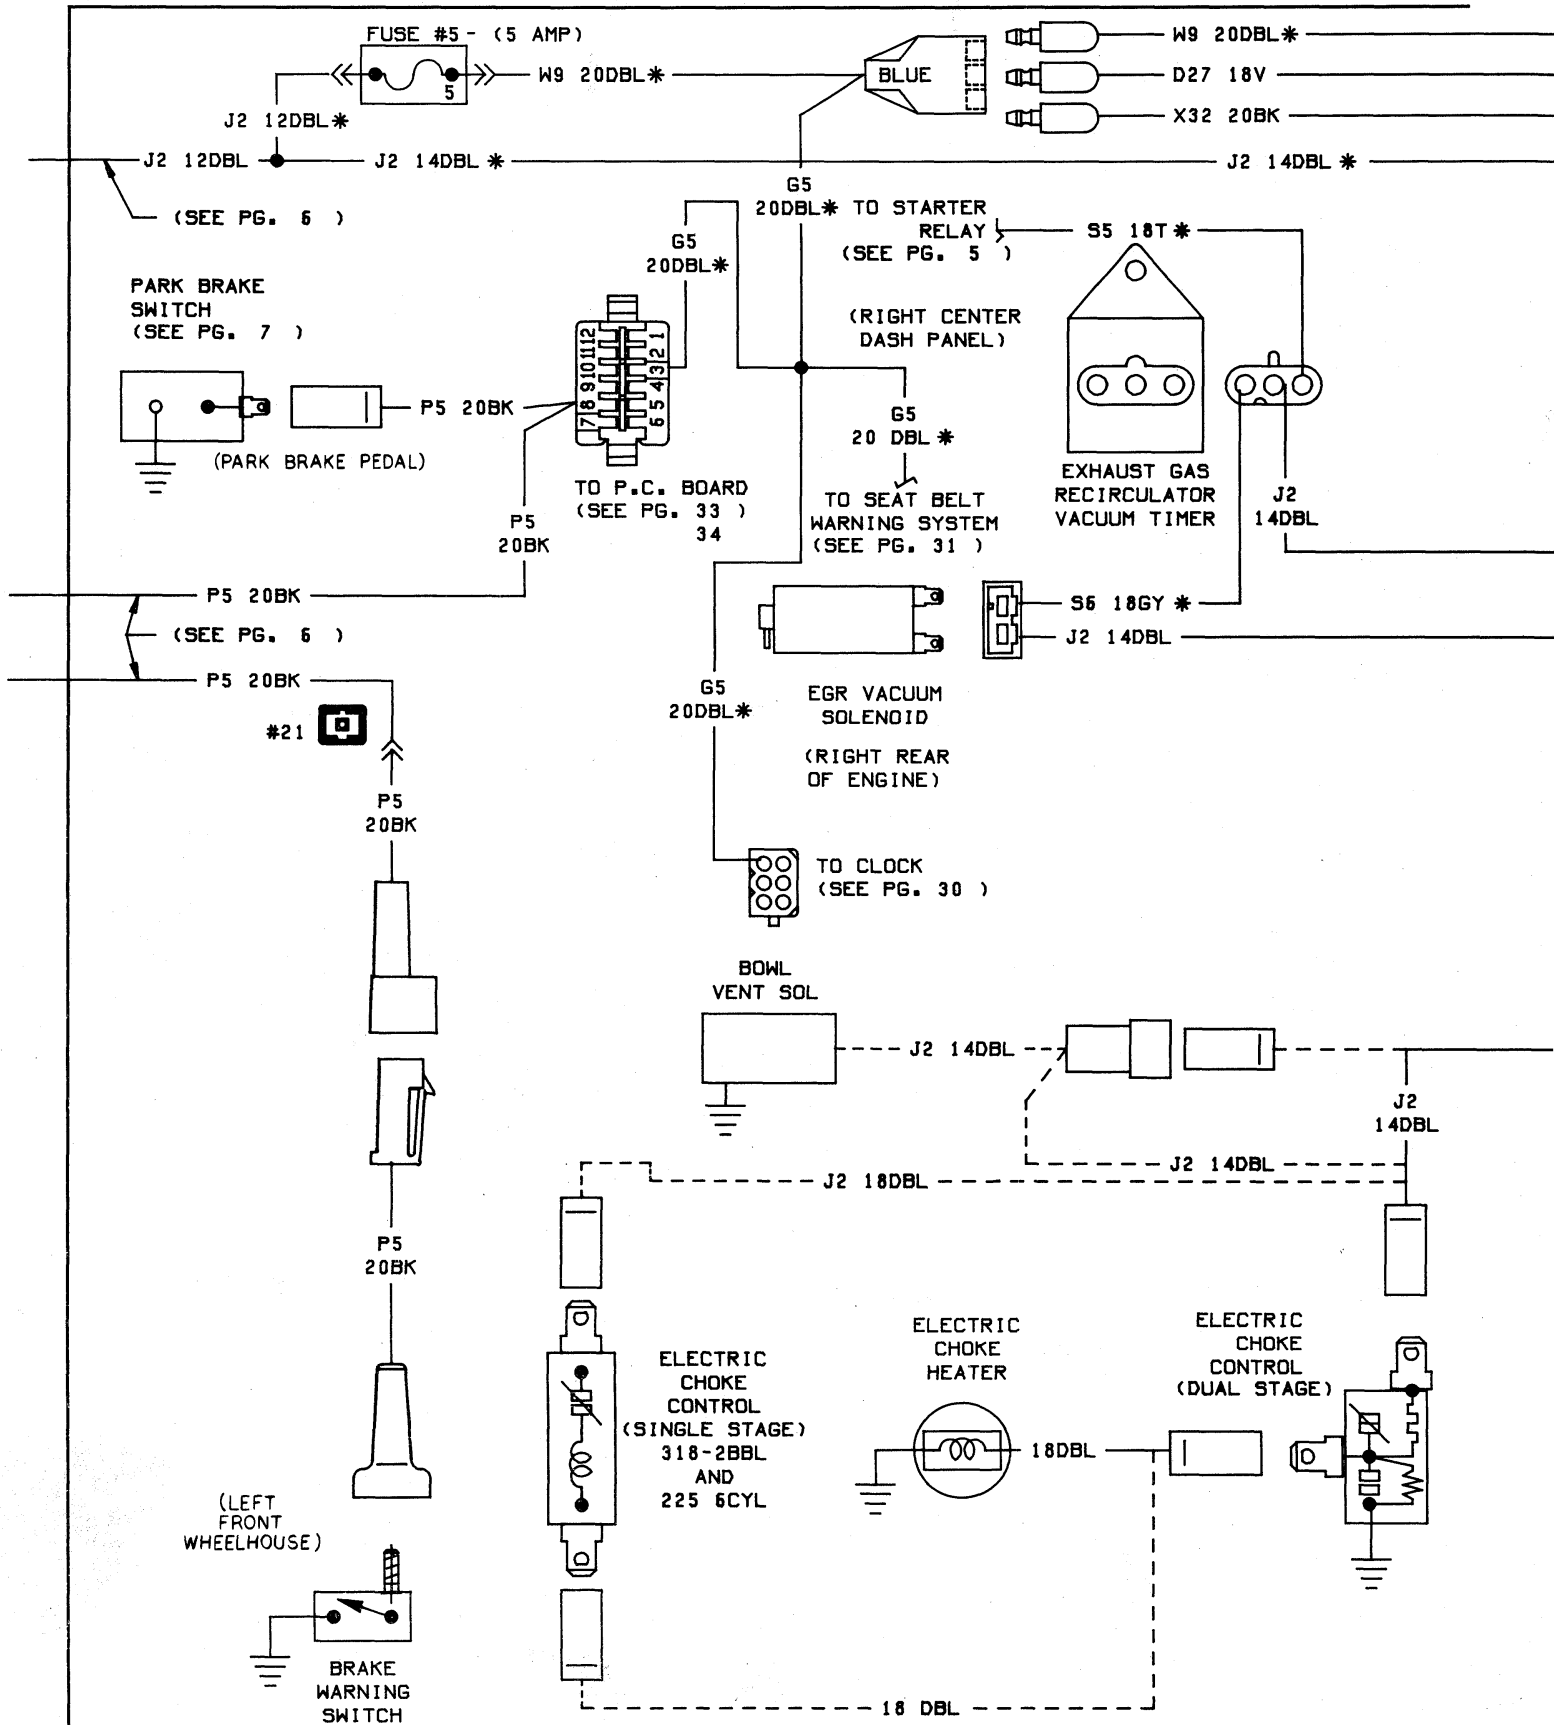 FUSE #5 - (5 AMP)
5
W9 20DBL*
BLUE
W9 20DBL*
D27 18V
X32 20BK
J2 12DBL*
J2 12DBL
J2 14DBL*
J2 14DBL*
(SEE PG. 6 )
G5
20DBL*
TO STARTER
RELAY
(SEE PG. 5 )
S5 18T*
G5
20DBL*
PARK BRAKE
SWITCH
(SEE PG. 7 )
(RIGHT CENTER
DASH PANEL)
7 8 9 10 11 12
6 5 4 3 2 1
P5 20BK
(PARK BRAKE PEDAL)
G5
20 DBL*
TO P.C. BOARD
(SEE PG. 33 )
34
TO SEAT BELT
WARNING SYSTEM
(SEE PG. 31 )
EXHAUST GAS
RECIRCULATOR
VACUUM TIMER
J2
14DBL
P5
20BK
P5 20BK
(SEE PG. 6 )
P5 20BK
S6 18GY*
J2 14DBL
#21
G5
20DBL*
EGR VACUUM
SOLENOID
(RIGHT REAR
OF ENGINE)
P5
20BK
TO CLOCK
(SEE PG. 30 )
BOWL
VENT SOL
J2 14DBL
J2
14DBL
J2 14DBL
J2 18DBL
P5
20BK
ELECTRIC
CHOKE
CONTROL
(SINGLE STAGE)
318-2BBL
AND
225 6CYL
ELECTRIC
CHOKE
HEATER
ELECTRIC
CHOKE
CONTROL
(DUAL STAGE)
18DBL
(LEFT
FRONT
WHEELHOUSE)
BRAKE
WARNING
SWITCH
18 DBL